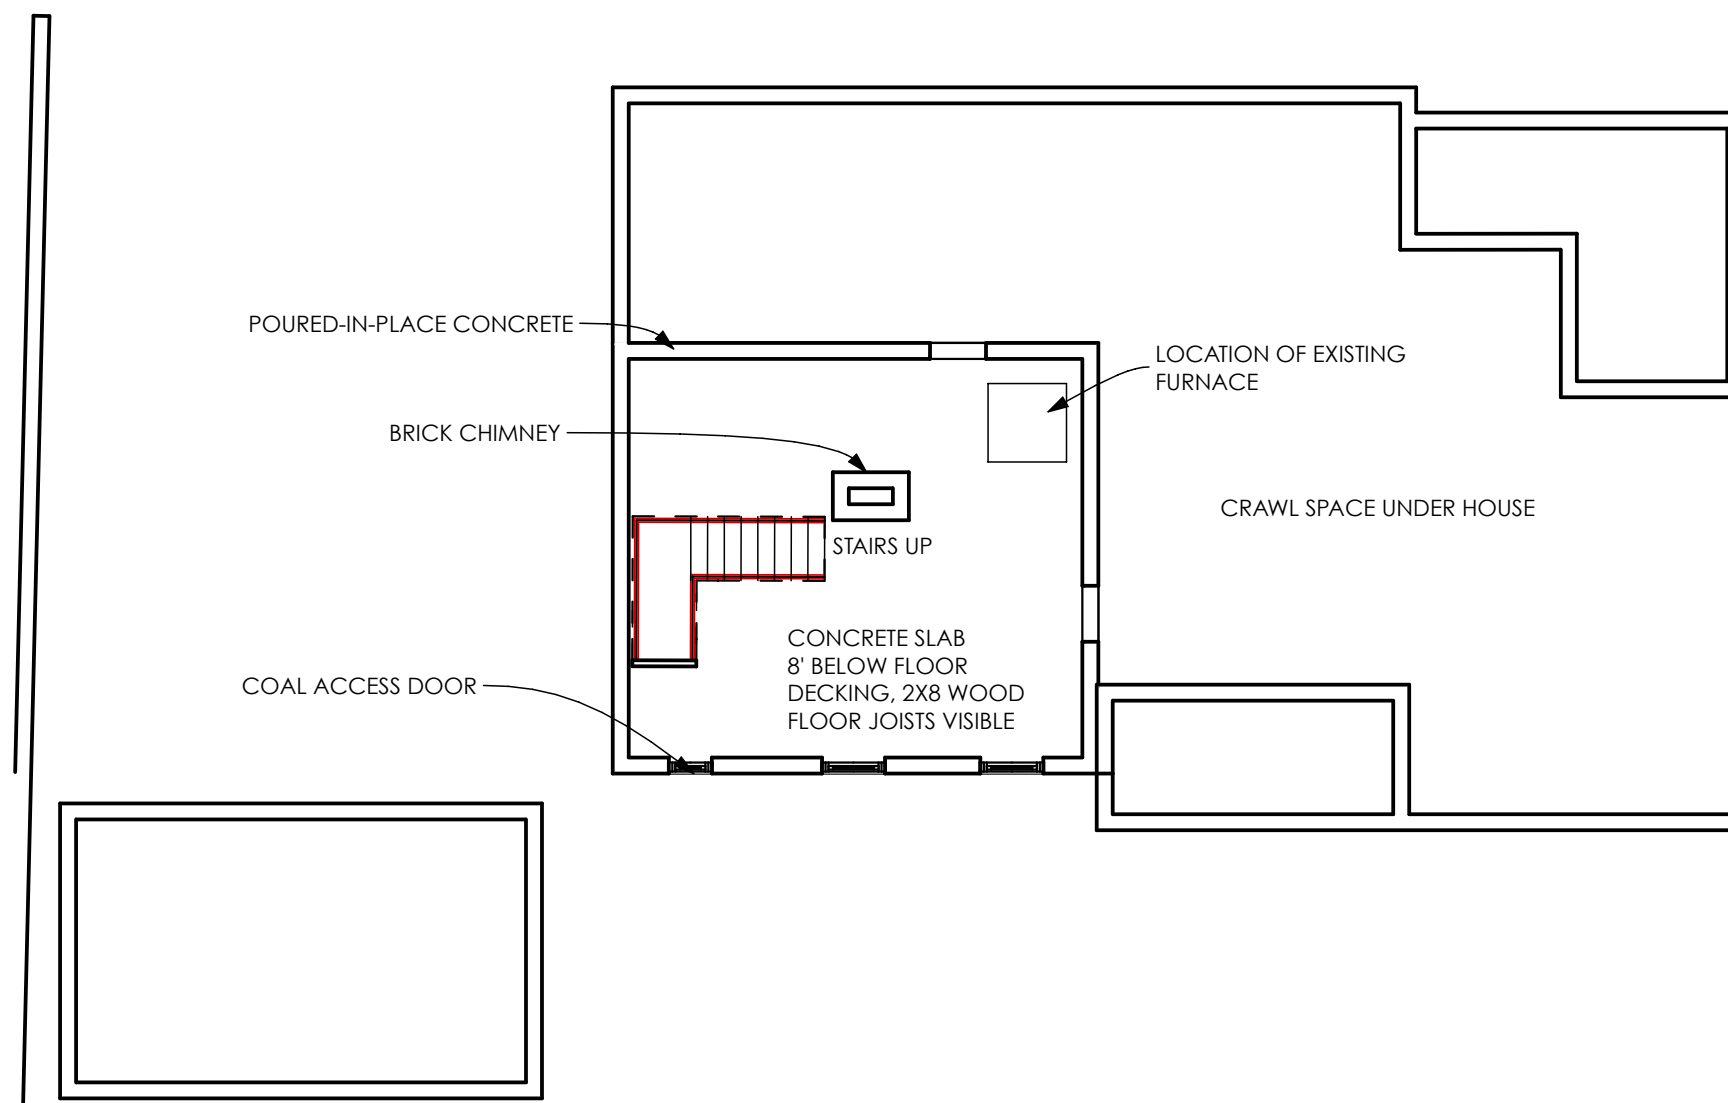 POURED-IN-PLACE CONCRETE
LOCATION OF EXISTING
FURNACE
BRICK CHIMNEY
CRAWL SPACE UNDER HOUSE
STAIRS UP
CONCRETE SLAB
8' BELOW FLOOR
DECKING, 2X8 WOOD
FLOOR JOISTS VISIBLE
COAL ACCESS DOOR